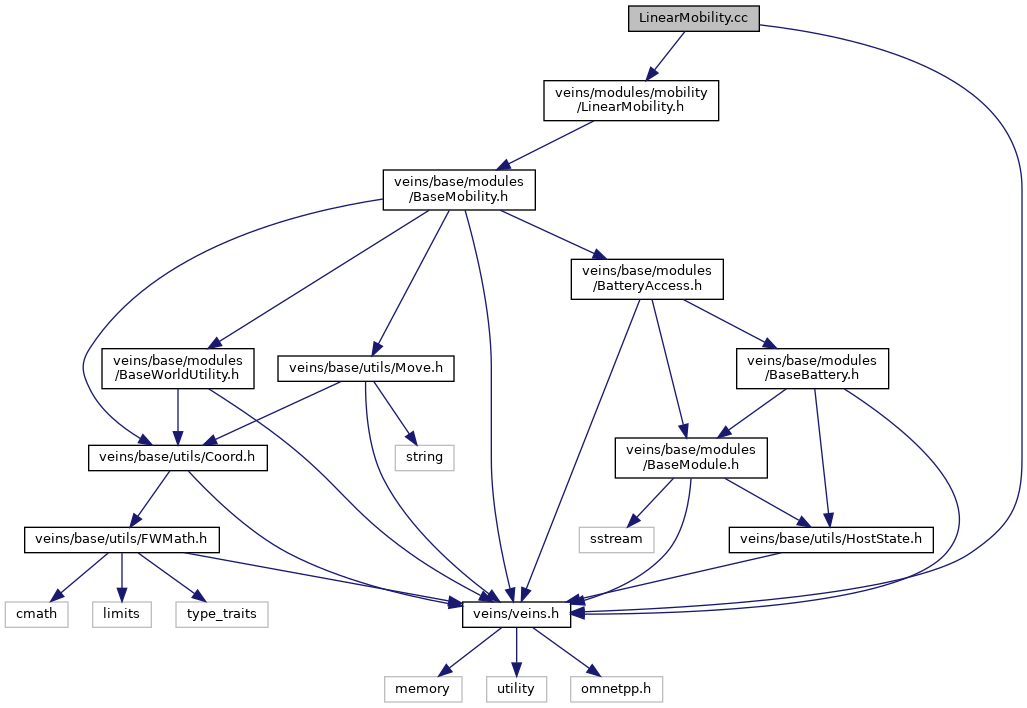 LinearMobility.cc
veins/modules/mobility
/LinearMobility.h
veins/base/modules
/BaseMobility.h
veins/base/modules
/BatteryAccess.h
veins/base/modules
/BaseWorldUtility.h
veins/base/utils/Move.h
veins/base/modules
/BaseBattery.h
veins/base/utils/Coord.h
string
veins/base/modules
/BaseModule.h
veins/base/utils/FWMath.h
sstream
veins/base/utils/HostState.h
cmath
limits
type_traits
veins/veins.h
memory
utility
omnetpp.h